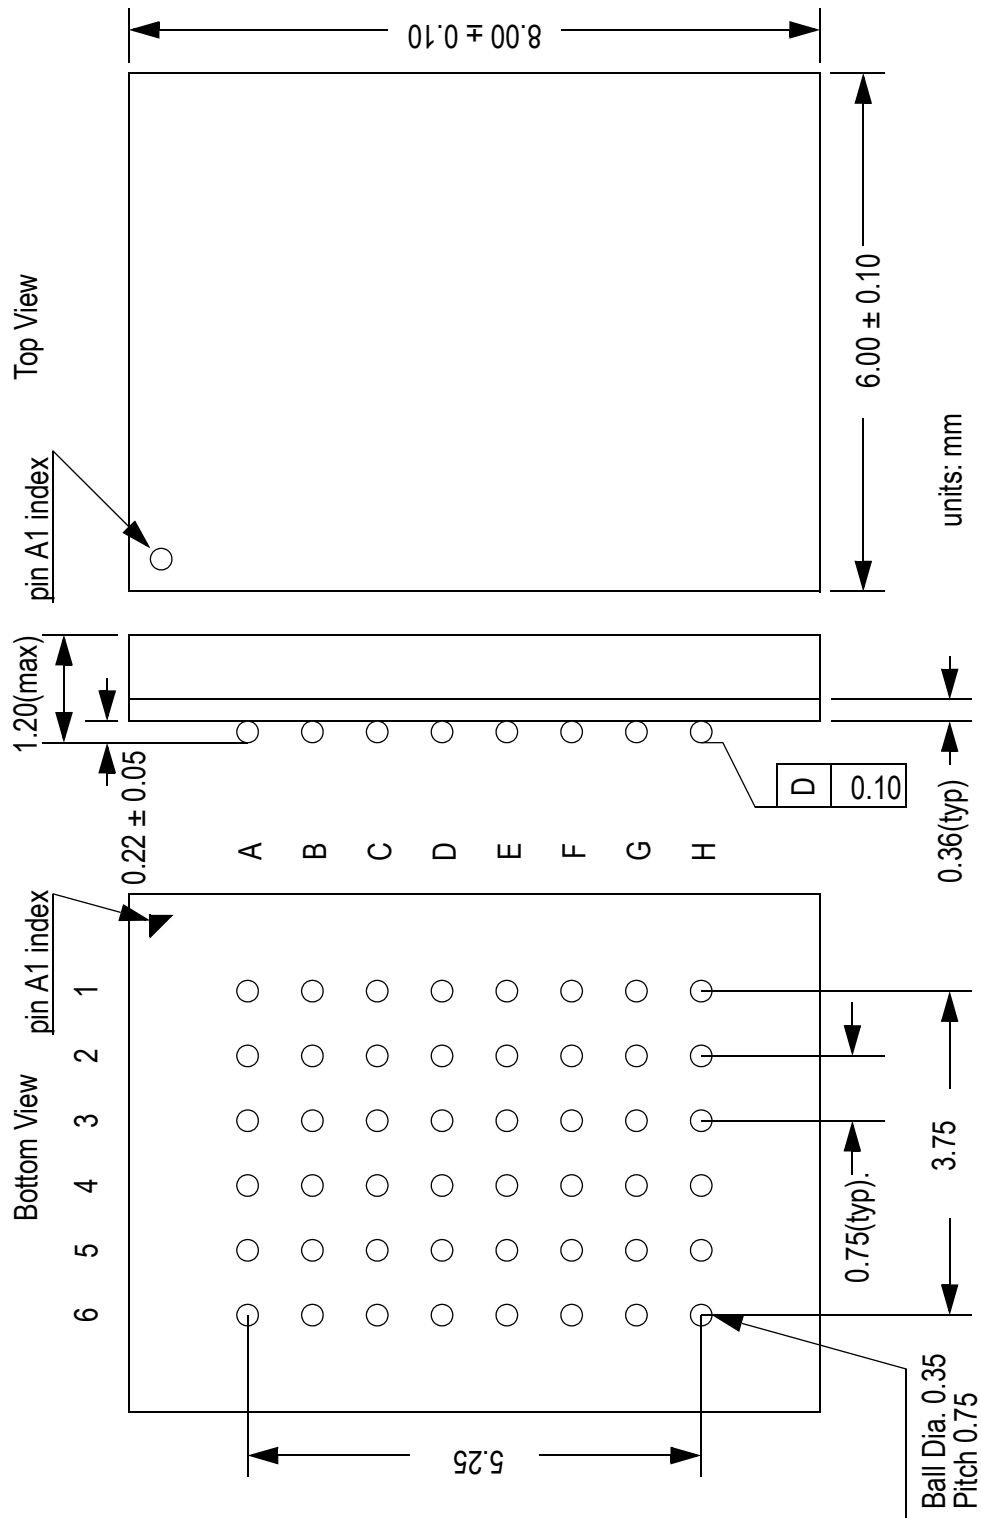 Top View
pin A1 index
8.00 ± 0.10
6.00 ± 0.10
units: mm
1.20(max)
0.22 ± 0.05
D 0.10
0.36(typ)
Bottom View
pin A1 index
A
B
C
D
E
F
G
H
1
2
3
4
5
6
0.75(typ).
3.75
5.25
Ball Dia. 0.35
Pitch 0.75